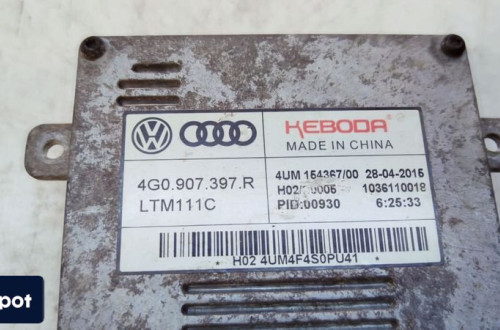 KEBODA
MADE IN CHINA
4G0.907.397.R
LTM111C
4UM 154367/00 28-04-2015
1036110018
PID:00930 6:25:33
H02 4UM4F4S0PU41
pot